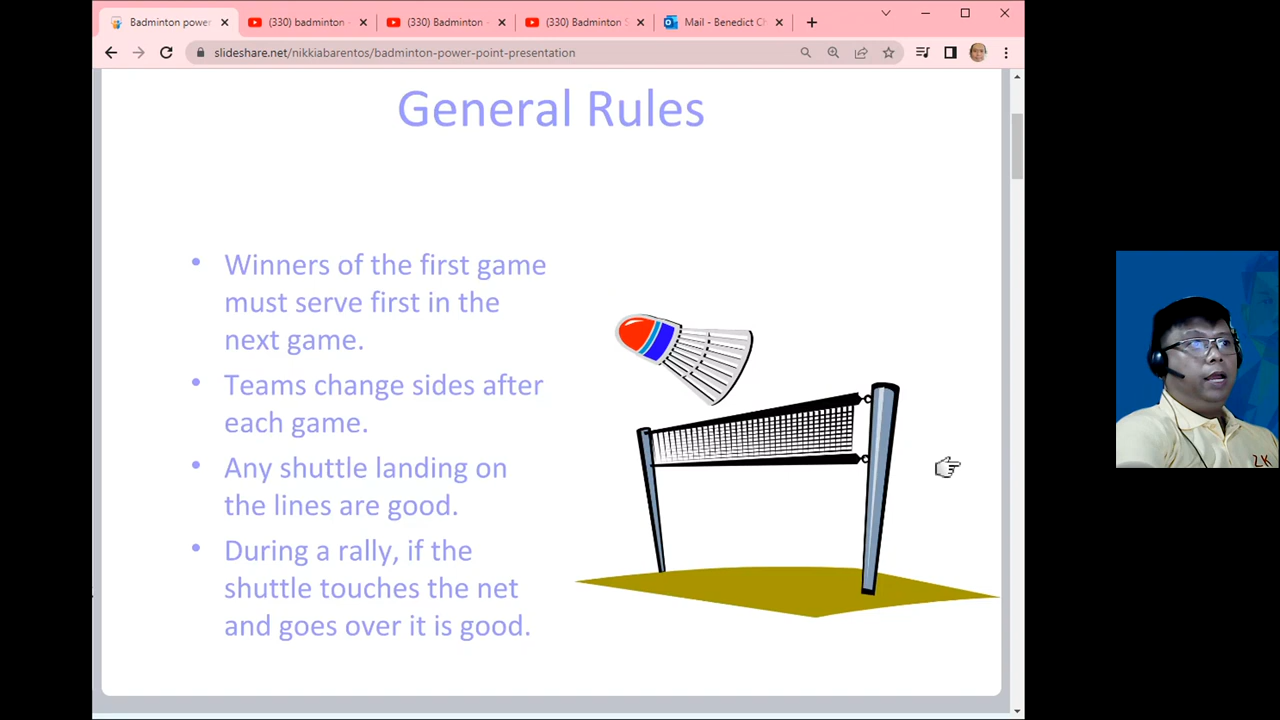 Badminton power
(330) badminton
(330) Badminton
(330) Badminton S
Mail - Benedict Ch
slideshare.net/nikkiabarentos/badminton-power-point-presentation
General Rules
• Winners of the first game
must serve first in the
next game.
• Teams change sides after
each game.
• Any shuttle landing on
the lines are good.
• During a rally, if the
shuttle touches the net
and goes over it is good.
ZK